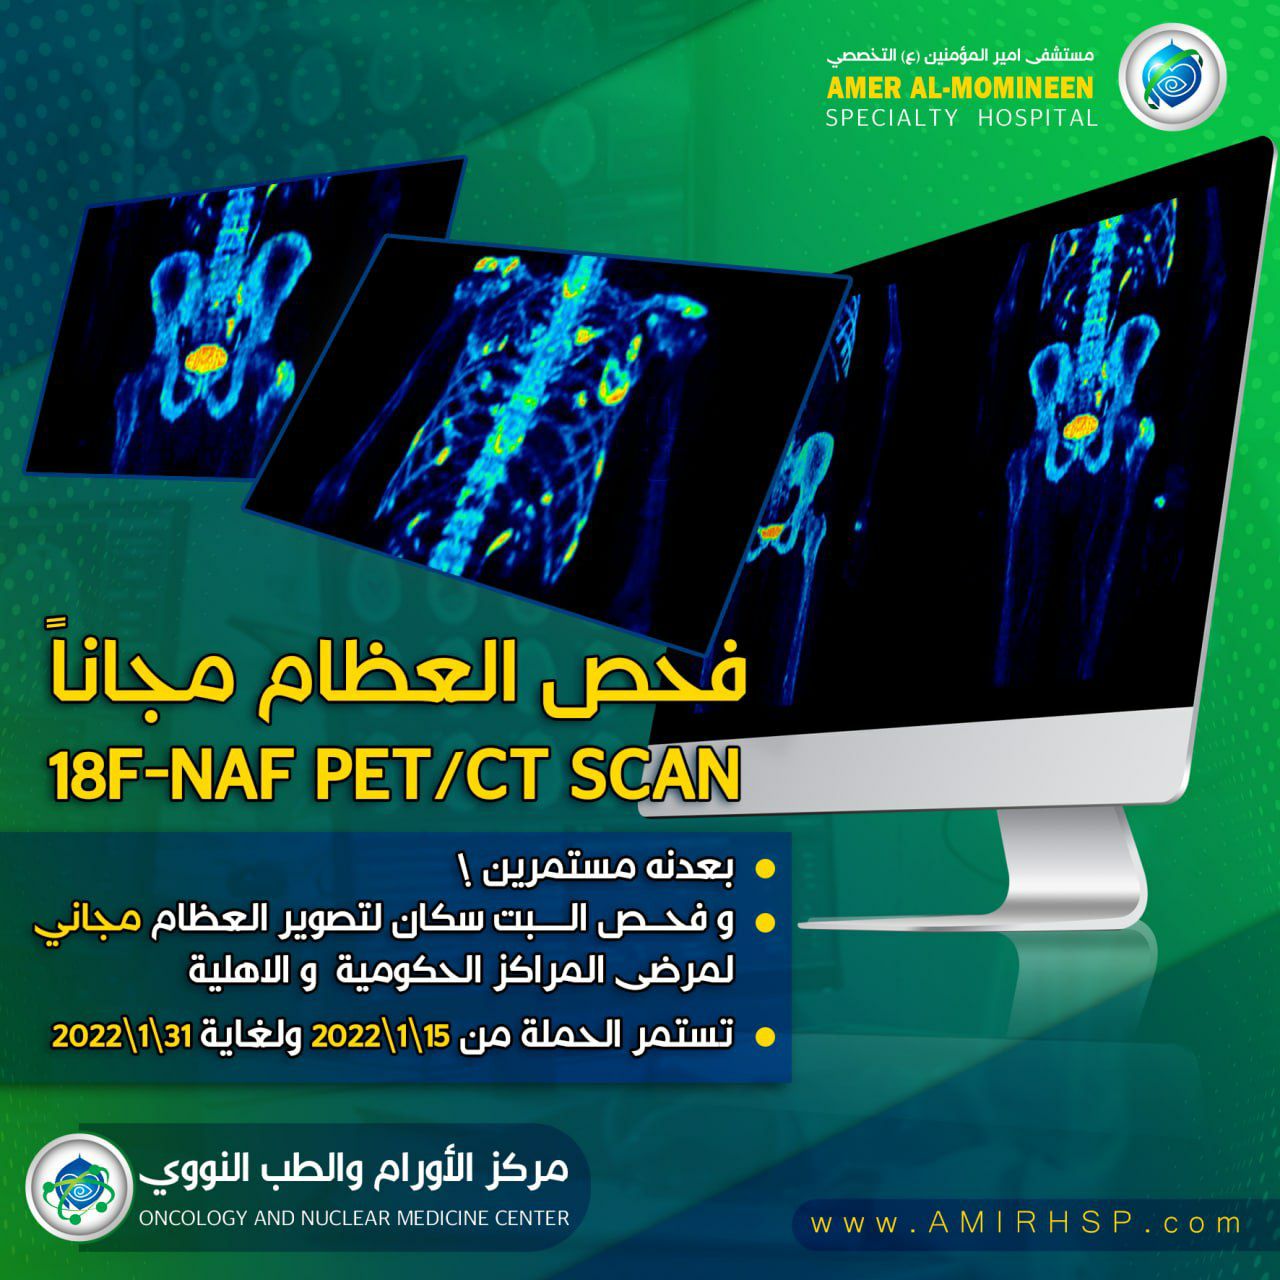 مستشفى امير المؤمنين (ع) التخصصي
AMER AL-MOMINEEN
SPECIALTY HOSPITAL
فحص العظام مجاناً
18F-NAF PET/CT SCAN
بعدنه مستمرين \
و فحـص الـــبت سكان لتصوير العظام مجاني
لمرضى المراكز الحكومية و الاهلية
تستمر الحملة من 15\1\2022 ولغاية 31\1\2022
مركز الأورام والطب النووي
ONCOLOGY AND NUCLEAR MEDICINE CENTER
www.AMIRHSP.com